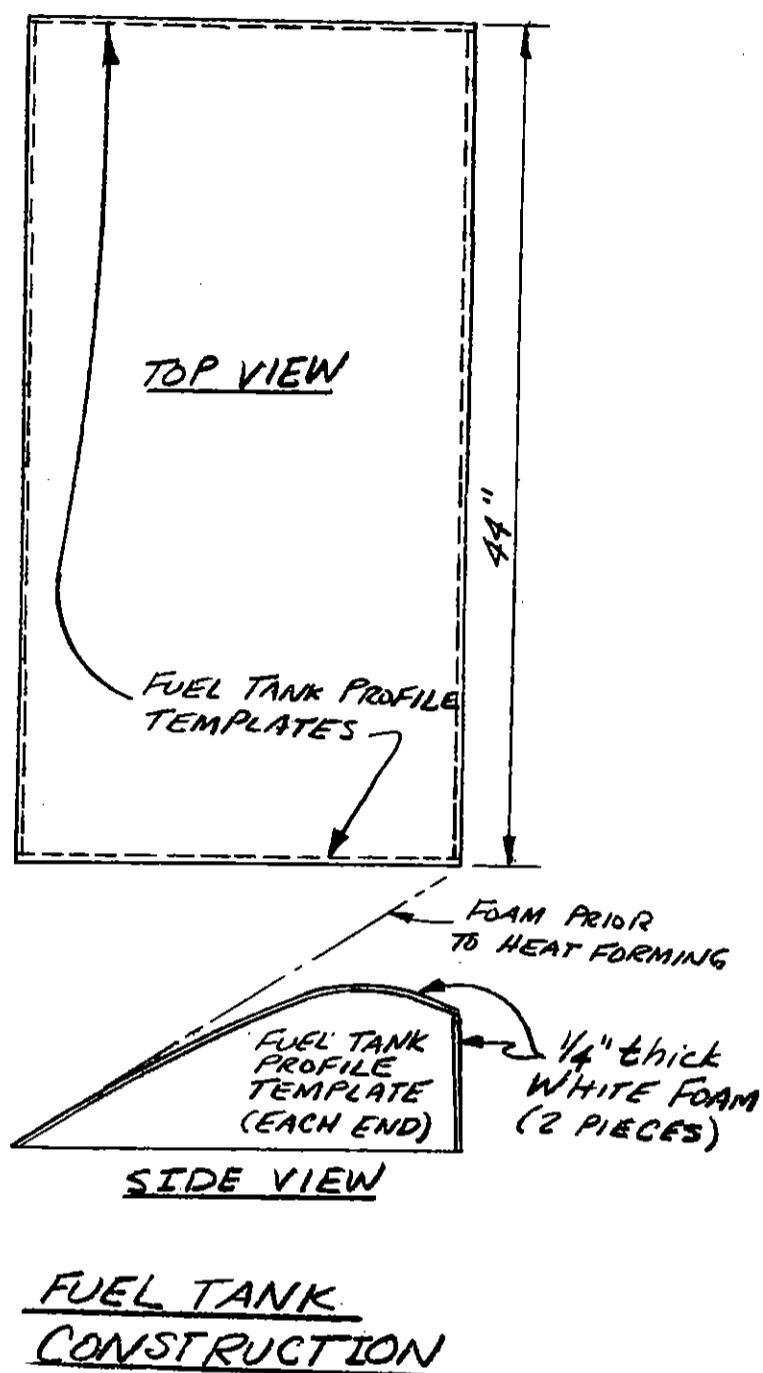 TOP VIEW
44"
FUEL TANK PROFILE
TEMPLATES
FOAM PRIOR
TO HEAT FORMING
FUEL TANK
PROFILE
TEMPLATE
(EACH END)
1/4" thick
WHITE FOAM
(2 PIECES)
SIDE VIEW
FUEL TANK
CONSTRUCTION